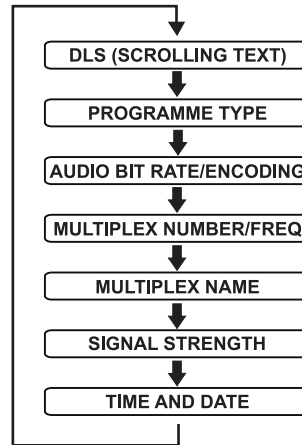 DLS (SCROLLING TEXT)
PROGRAMME TYPE
AUDIO BIT RATE/ENCODING
MULTIPLEX NUMBER/FREQ
MULTIPLEX NAME
SIGNAL STRENGTH
TIME AND DATE